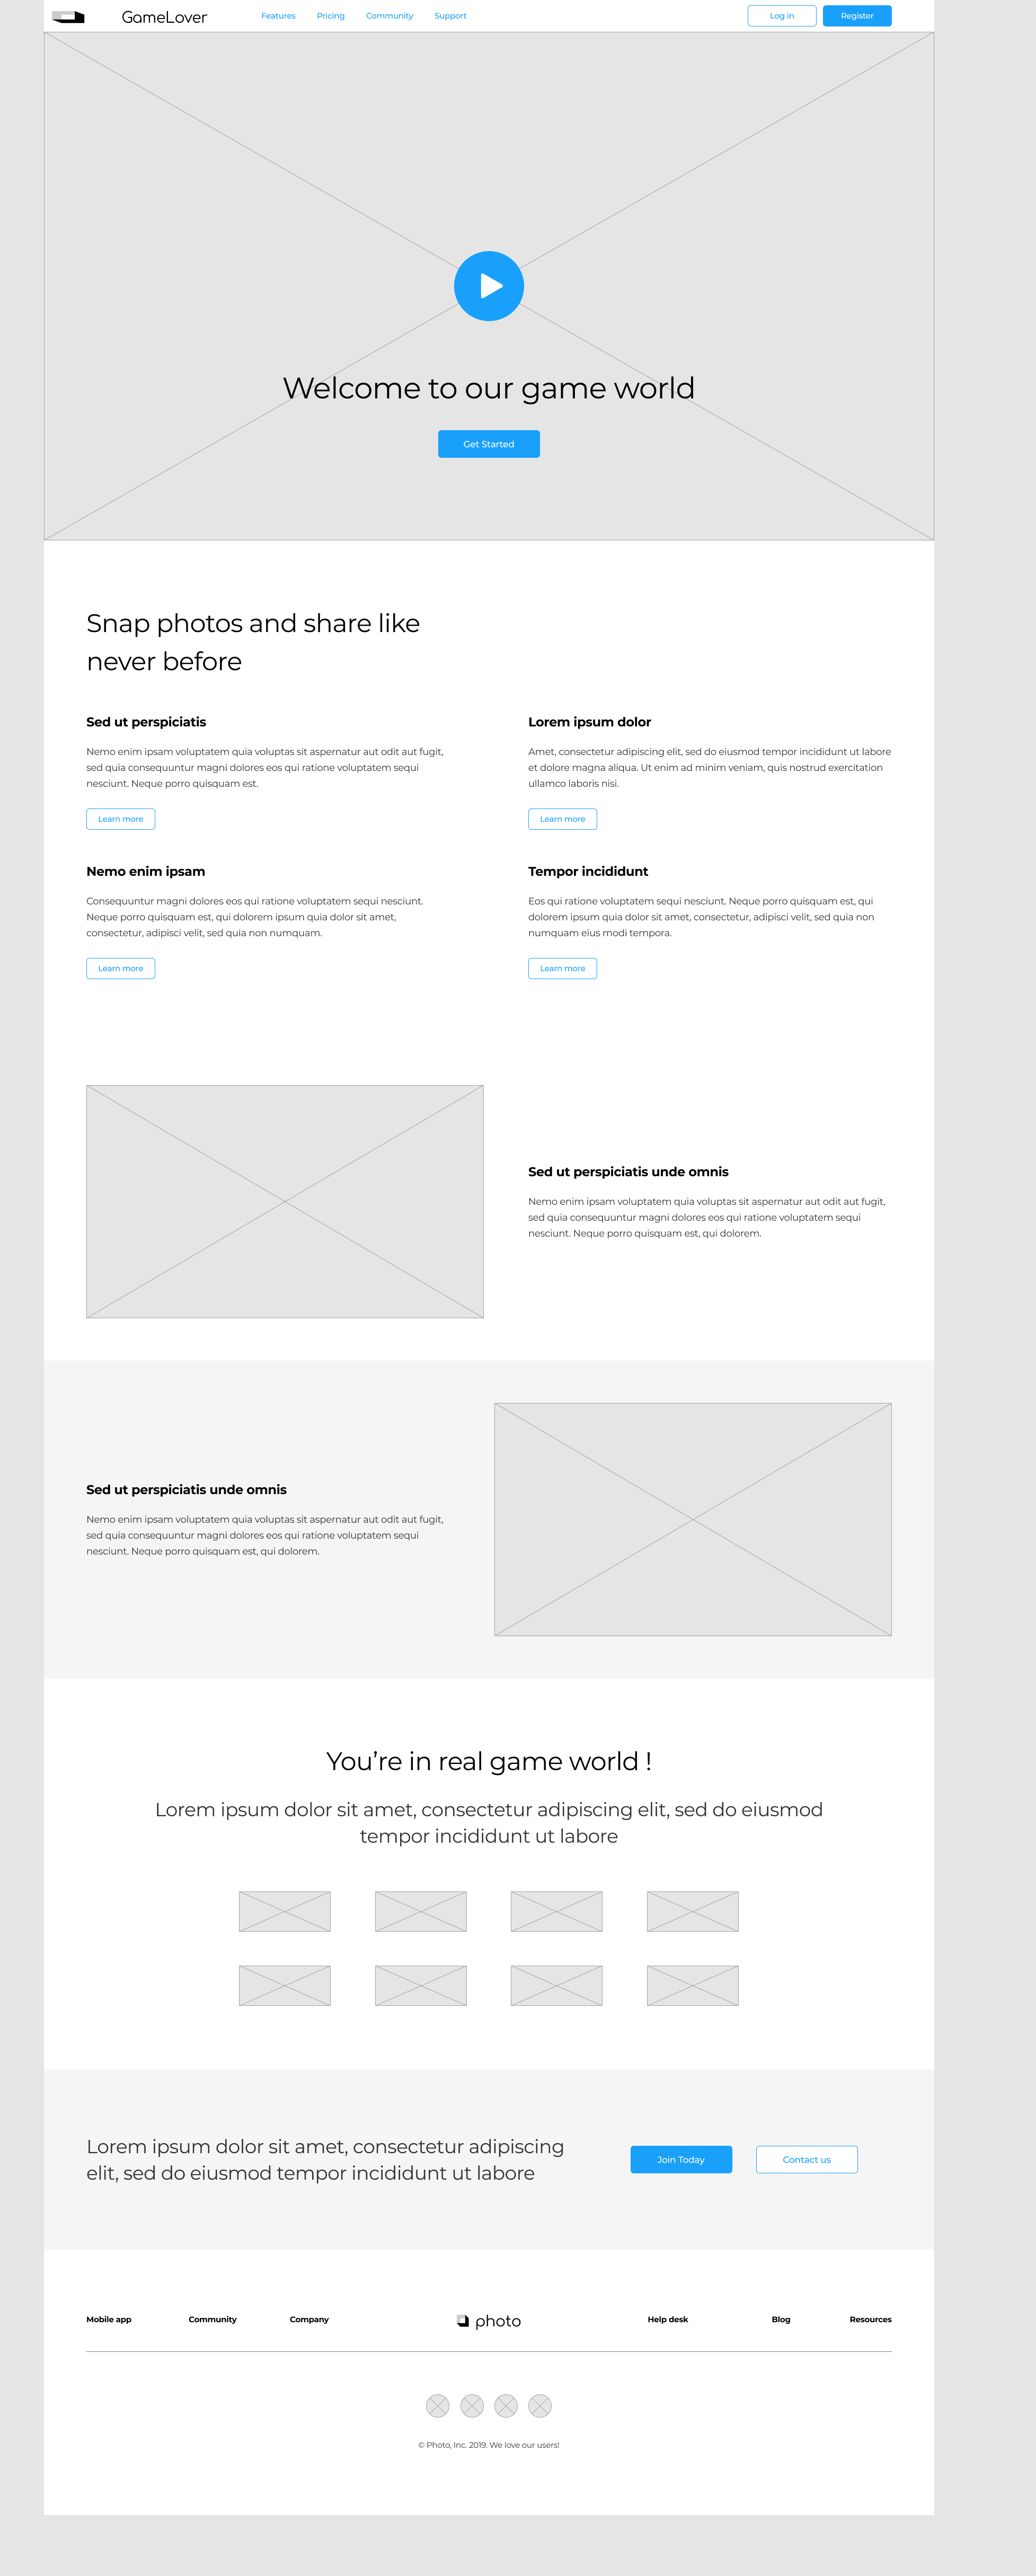 GameLover
Features Pricing Community Support
Log in Register
Welcome to our game world
Get Started
Snap photos and share like
never before
Sed ut perspiciatis
Nemo enim ipsam voluptatem quia voluptas sit aspernatur aut odit aut fugit,
sed quia consequuntur magni dolores eos qui ratione voluptatem sequi
nesciunt. Neque porro quisquam est.
Learn more
Lorem ipsum dolor
Amet, consectetur adipiscing elit, sed do eiusmod tempor incididunt ut labore
et dolore magna aliqua. Ut enim ad minim veniam, quis nostrud exercitation
ullamco laboris nisi.
Learn more
Nemo enim ipsam
Consequuntur magni dolores eos qui ratione voluptatem sequi nesciunt.
Neque porro quisquam est, qui dolorem ipsum quia dolor sit amet,
consectetur, adipisci velit, sed quia non numquam.
Learn more
Tempor incididunt
Eos qui ratione voluptatem sequi nesciunt. Neque porro quisquam est, qui
dolorem ipsum quia dolor sit amet, consectetur, adipisci velit, sed quia non
numquam eius modi tempora.
Learn more
Sed ut perspiciatis unde omnis
Nemo enim ipsam voluptatem quia voluptas sit aspernatur aut odit aut fugit,
sed quia consequuntur magni dolores eos qui ratione voluptatem sequi
nesciunt. Neque porro quisquam est, qui dolorem.
Sed ut perspiciatis unde omnis
Nemo enim ipsam voluptatem quia voluptas sit aspernatur aut odit aut fugit,
sed quia consequuntur magni dolores eos qui ratione voluptatem sequi
nesciunt. Neque porro quisquam est, qui dolorem.
You’re in real game world !
Lorem ipsum dolor sit amet, consectetur adipiscing elit, sed do eiusmod
tempor incididunt ut labore
Lorem ipsum dolor sit amet, consectetur adipiscing
elit, sed do eiusmod tempor incididunt ut labore
Join Today Contact us
Mobile app Community Company photo Help desk Blog Resources
© Photo, Inc. 2019. We love our users!